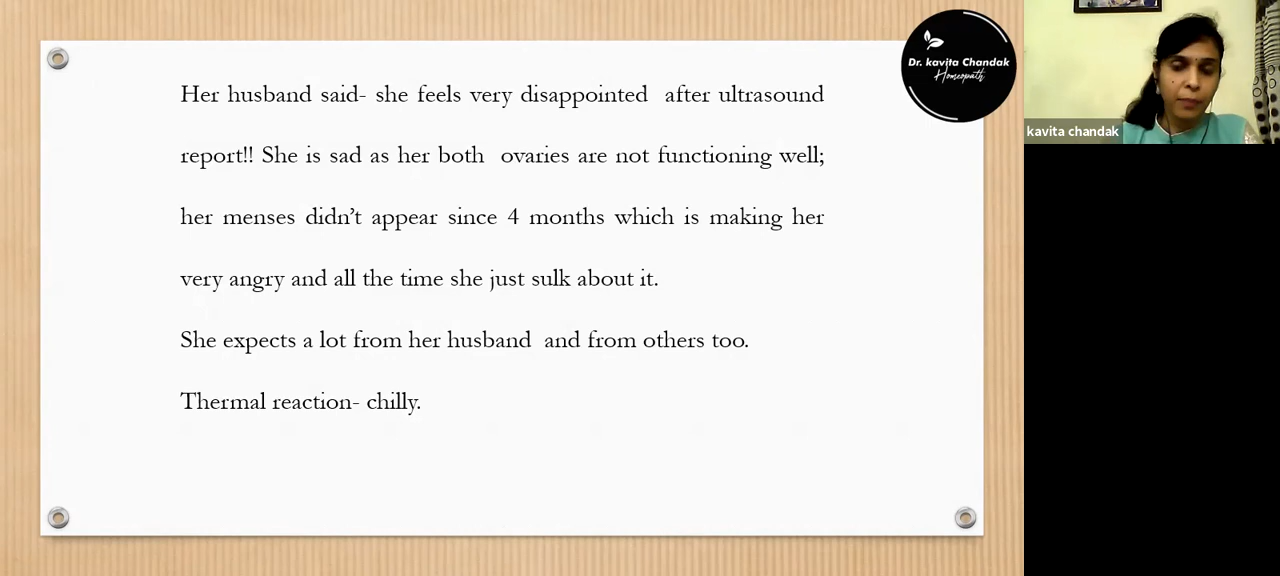 Her husband said- she feels very disappointed after ultrasound
report!! She is sad as her both ovaries are not functioning well;
her menses didn’t appear since 4 months which is making her
very angry and all the time she just sulk about it.
She expects a lot from her husband and from others too.
Thermal reaction- chilly.
Dr. kavita Chandak
Homeopath
kavita chandak